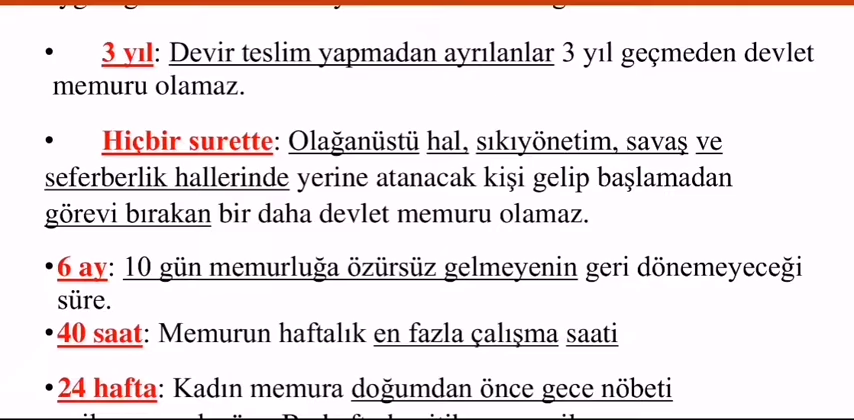 • 3 yıl: Devir teslim yapmadan ayrılanlar 3 yıl geçmeden devlet
memuru olamaz.
• Hiçbir surette: Olağanüstü hal, sıkıyönetim, savaş ve
seferberlik hallerinde yerine atanacak kişi gelip başlamadan
görevi bırakan bir daha devlet memuru olamaz.
•6 ay: 10 gün memurluğa özürsüz gelmeyenin geri dönemeyeceği
süre.
•40 saat: Memurun haftalık en fazla çalışma saati
•24 hafta: Kadın memura doğumdan önce gece nöbeti